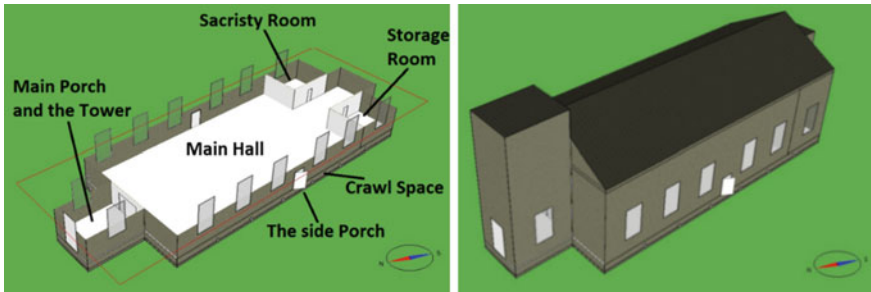 Sacristy Room
Storage
Room
Main Porch
and the Tower
Main Hall
Crawl Space
The side Porch
N
S
N
S